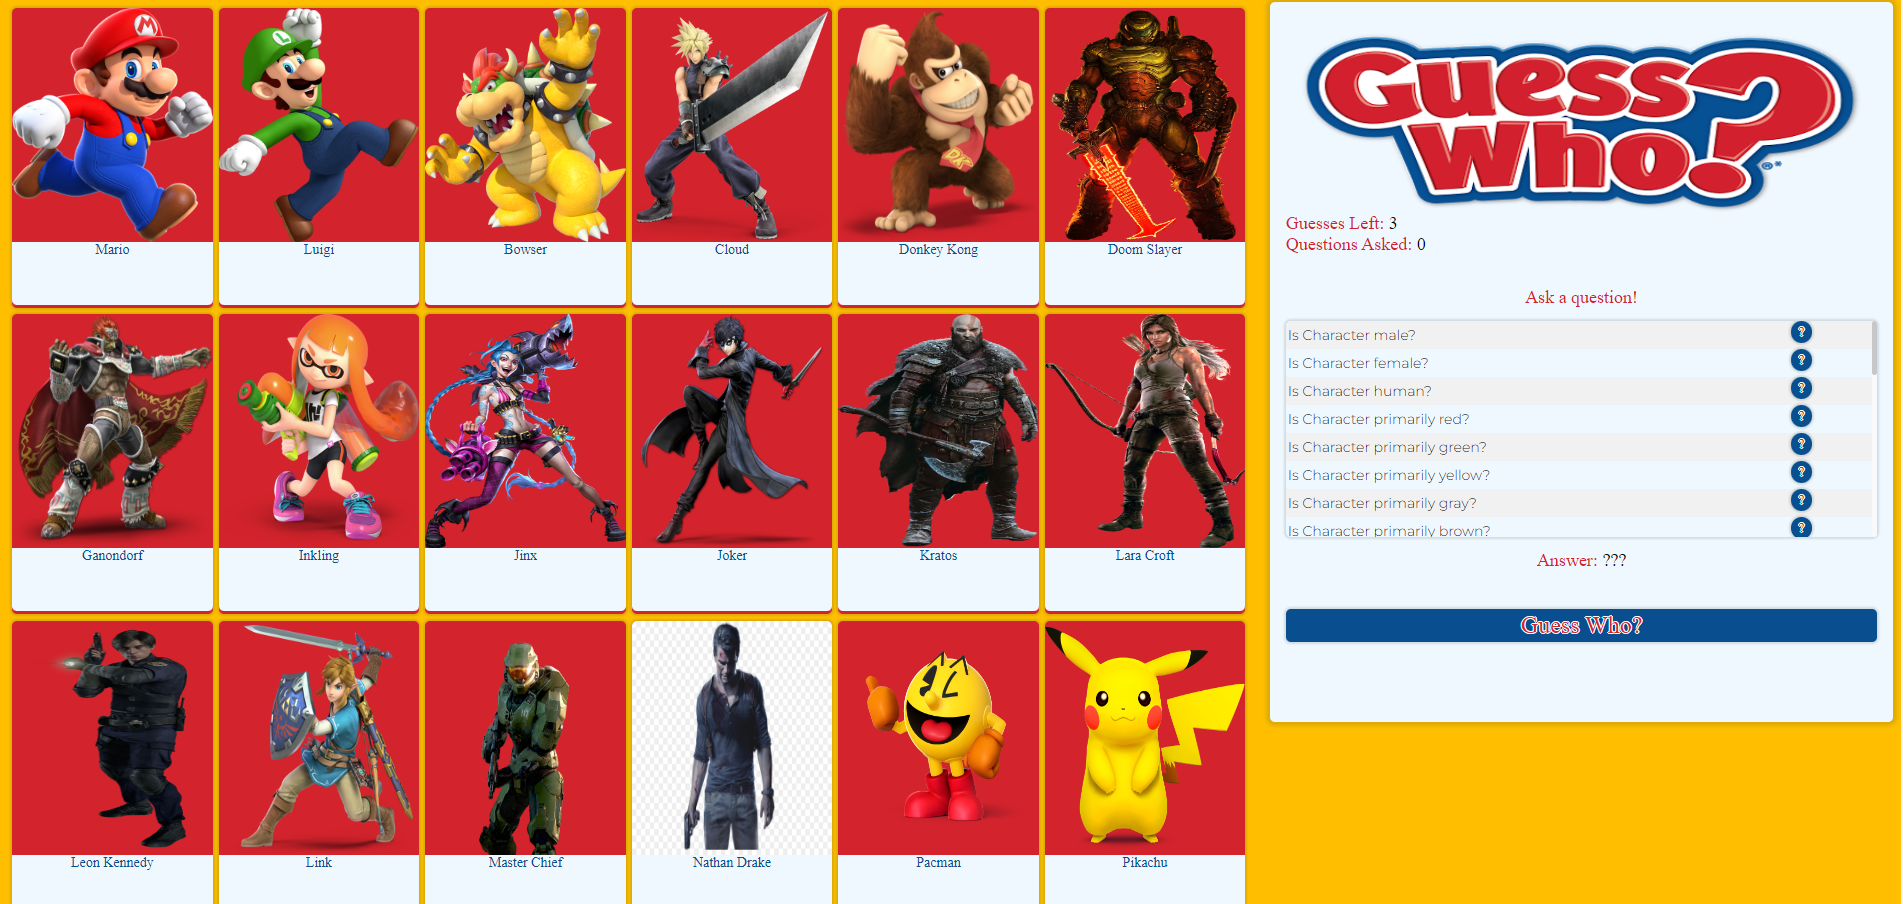 Mario
Luigi
Bowser
Cloud
Donkey Kong
Doom Slayer
Ganondorf
Inkling
Jinx
Joker
Kratos
Lara Croft
Leon Kennedy
Link
Master Chief
Nathan Drake
Pacman
Pikachu
M
L
DK
Guess
Who?
®*
Guesses Left: 3
Questions Asked: 0
Ask a question!
Is Character male? ?
Is Character female? ?
Is Character human? ?
Is Character primarily red? ?
Is Character primarily green? ?
Is Character primarily yellow? ?
Is Character primarily gray? ?
Is Character primarily brown? ?
Answer: ???
Guess Who?